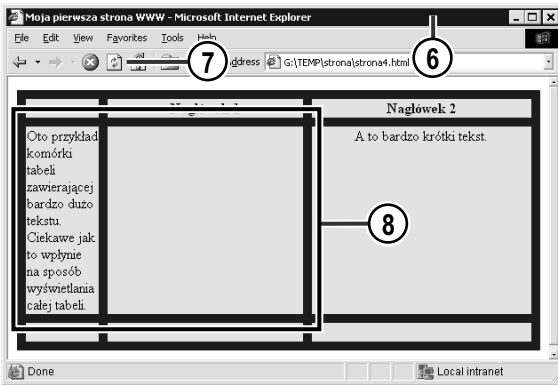 Moja pierwsza strona WWW - Microsoft Internet Explorer
File Edit View Favorites Tools Help
Address G:\TEMP\strona\strona4.html
6
7
Nagłówek 2
Oto przykład
komórki
tabeli
zawierającej
bardzo dużo
tekstu.
Ciekawe jak
to wpłynie
na sposób
wyświetlania
całej tabeli.
A to bardzo krótki tekst.
8
Done Local intranet